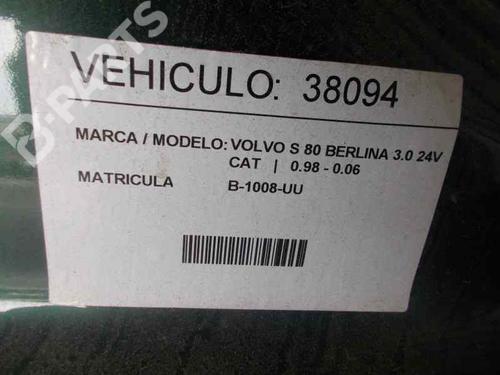 VEHICULO: 38094
MARCA / MODELO: VOLVO S 80 BERLINA 3.0 24V
CAT | 0.98 - 0.06
MATRICULA B-1008-UU
B-PARTS